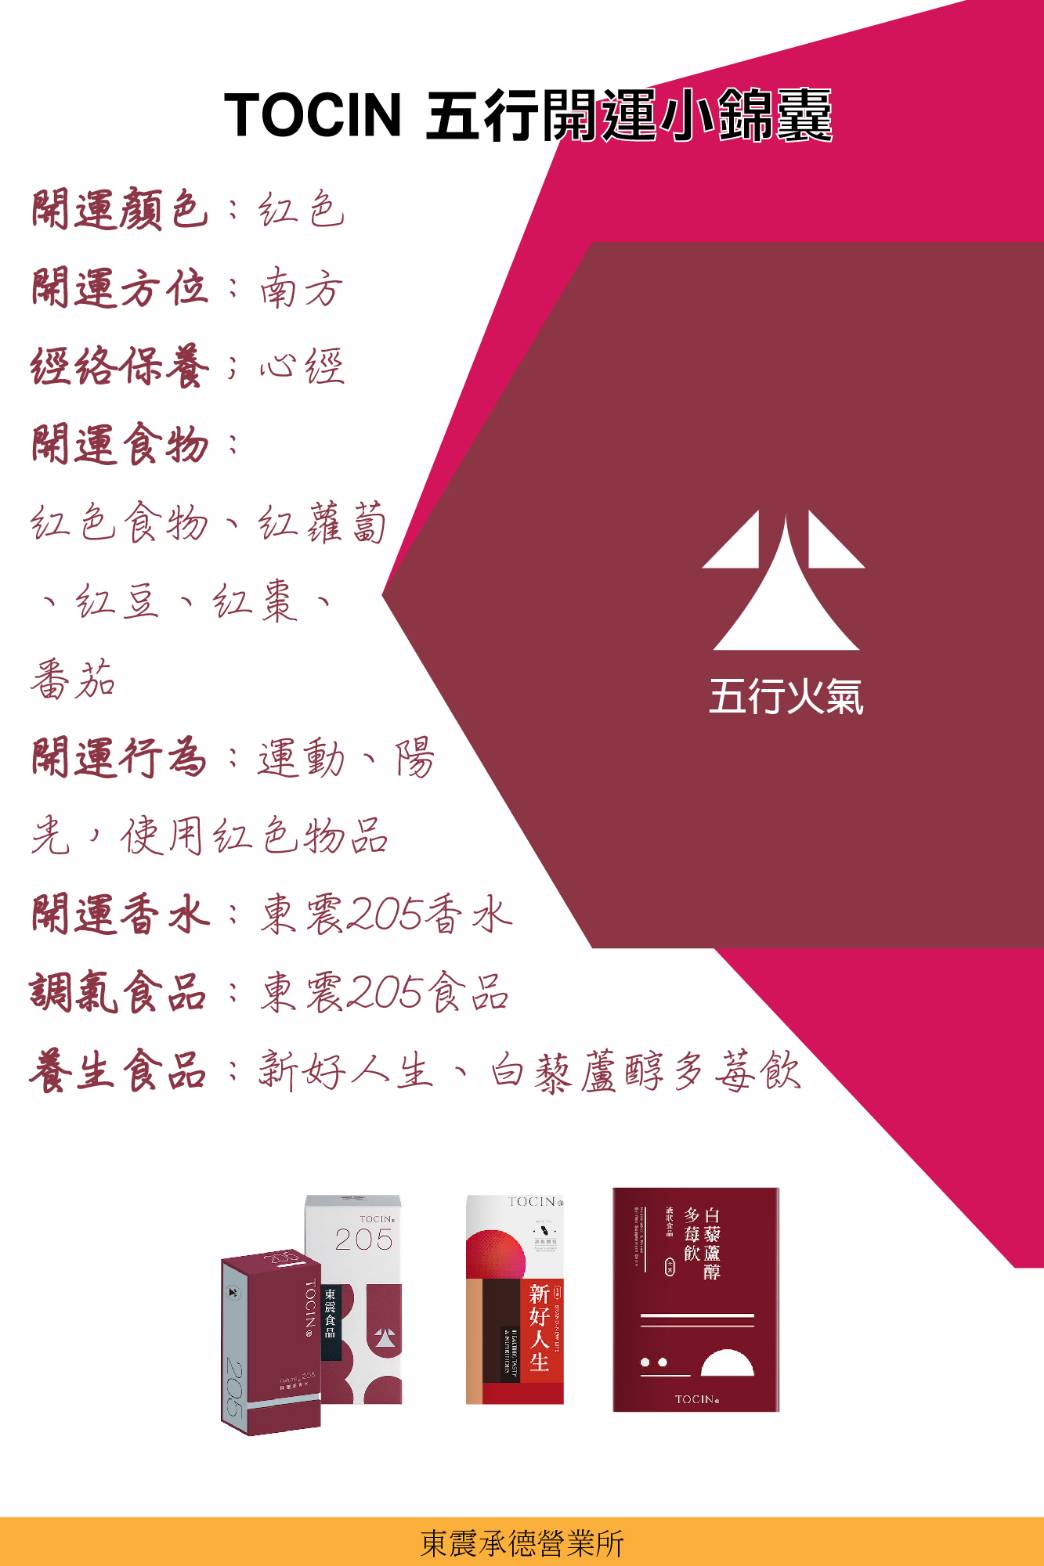 TOCIN 五行開運小錦囊
開運顏色；紅色
開運方位；南方
經絡保養；心經
開運食物；
紅色食物、紅蘿蔔
、紅豆、紅棗、
番茄
五行火氣
開運行為；運動、陽
光，使用紅色物品
開運香水；東震205香水
調氣食品；東震205食品
養生食品；新好人生、白藜蘆醇多莓飲
TOCIN
205
東震食品
TOCIN
205
TOCIN
新好人生
白藜蘆醇
多莓飲
TOCIN
東震承德營業所